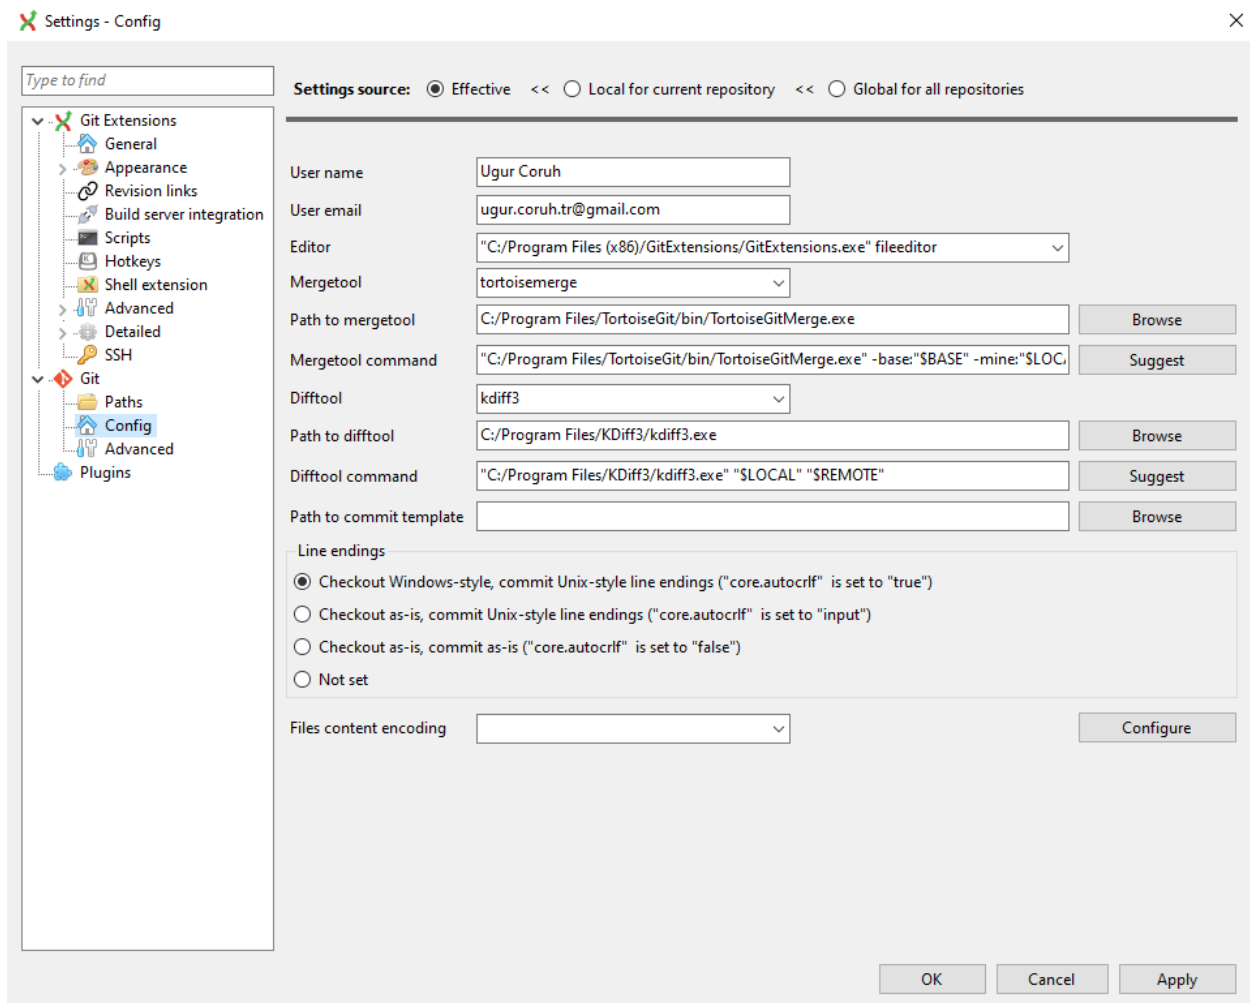 Settings - Config
Type to find
Settings source: Effective << Local for current repository << Global for all repositories
Git Extensions
General
Appearance
Revision links
Build server integration
Scripts
Hotkeys
Shell extension
Advanced
Detailed
SSH
Git
Paths
Config
Advanced
Plugins
User name Ugur Coruh
User email ugur.coruh.tr@gmail.com
Editor "C:/Program Files (x86)/GitExtensions/GitExtensions.exe" fileeditor
Mergetool tortoisemerge
Path to mergetool C:/Program Files/TortoiseGit/bin/TortoiseGitMerge.exe Browse
Mergetool command "C:/Program Files/TortoiseGit/bin/TortoiseGitMerge.exe" -base:"$BASE" -mine:"$LOCA Suggest
Difftool kdiff3
Path to difftool C:/Program Files/KDiff3/kdiff3.exe Browse
Difftool command "C:/Program Files/KDiff3/kdiff3.exe" "$LOCAL" "$REMOTE" Suggest
Path to commit template Browse
Line endings
Checkout Windows-style, commit Unix-style line endings ("core.autocrlf" is set to "true")
Checkout as-is, commit Unix-style line endings ("core.autocrlf" is set to "input")
Checkout as-is, commit as-is ("core.autocrlf" is set to "false")
Not set
Files content encoding Configure
OK Cancel Apply